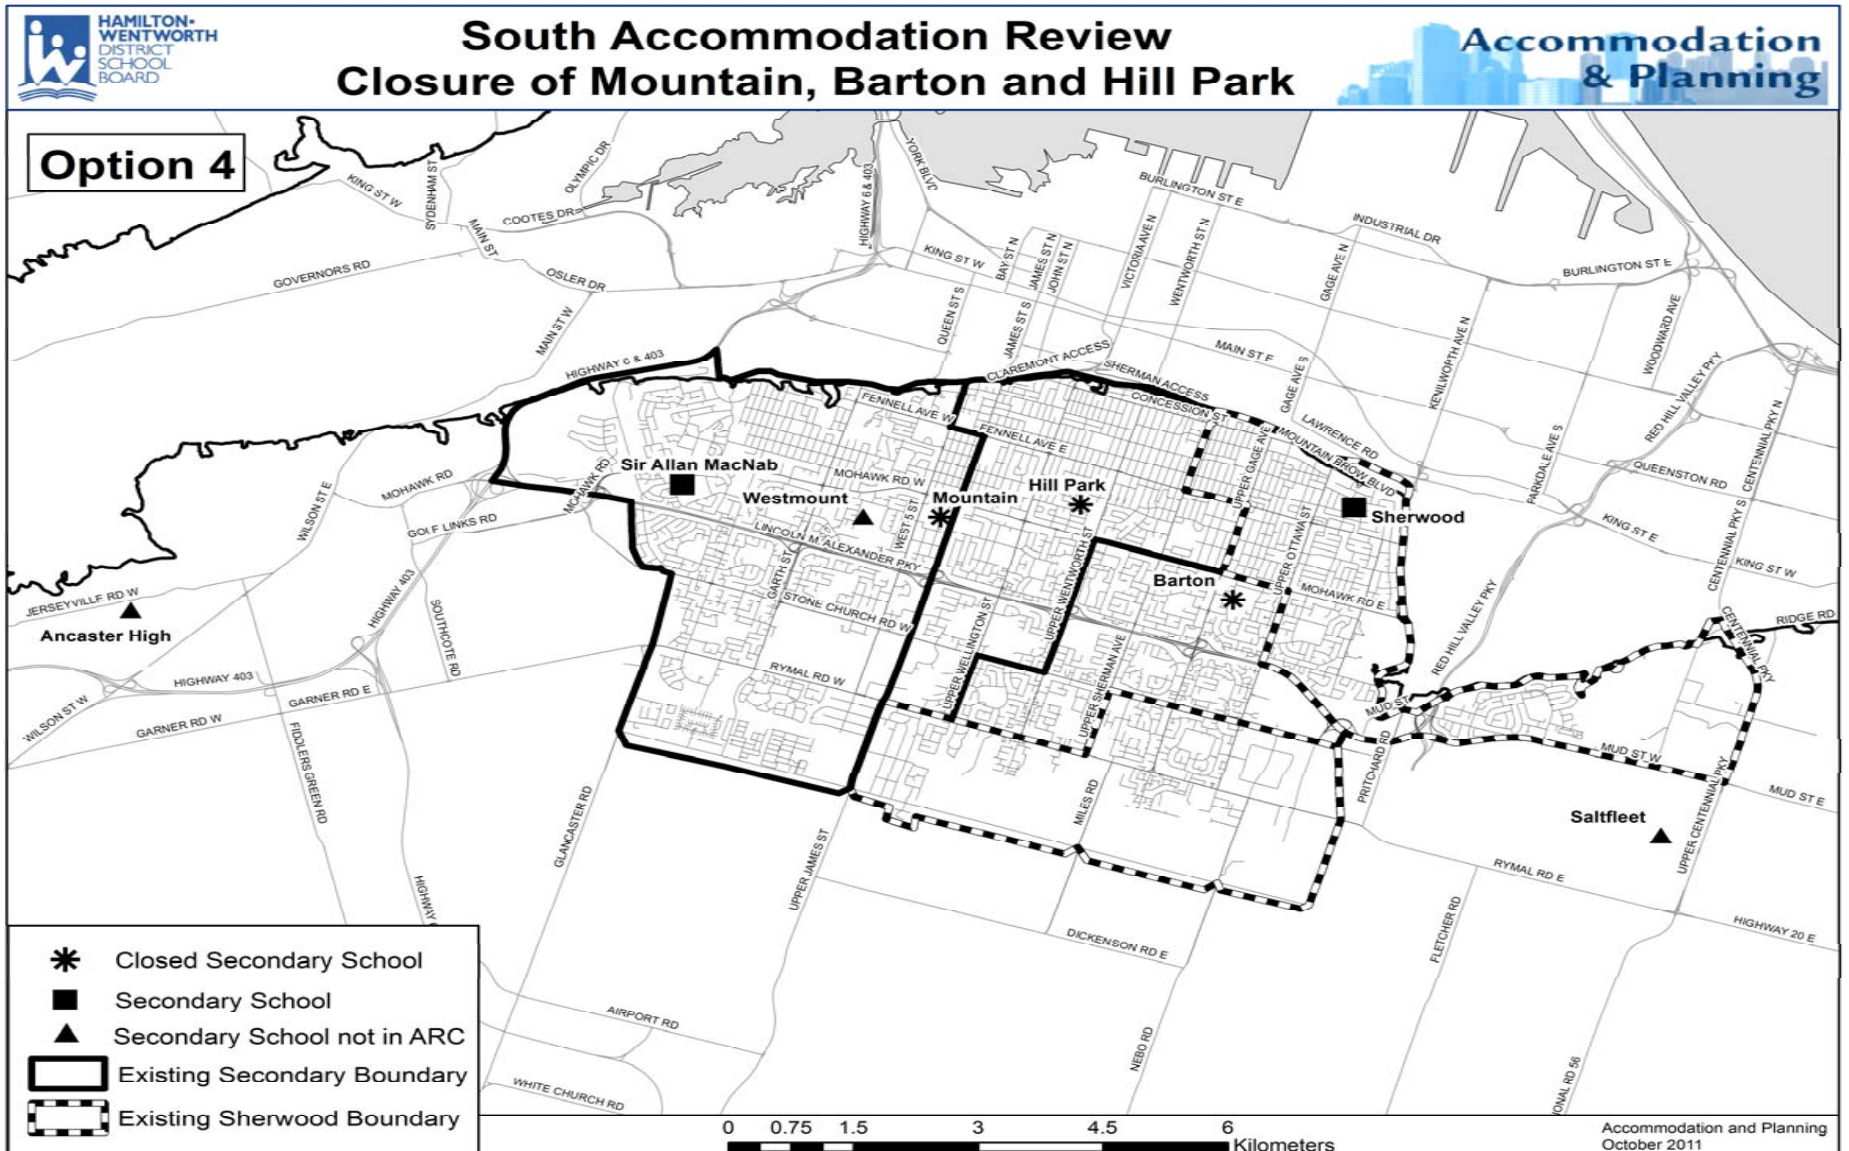 HAMILTON-
WENTWORTH
DISTRICT
SCHOOL
BOARD
South Accommodation Review
Closure of Mountain, Barton and Hill Park
Accommodation
& Planning
Option 4
KING ST W
SYDENHAM ST
OLYMPIC DR
COOTES DR
MAIN ST
GOVERNORS RD
OSLER DR
MAIN ST W
HIGHWAY 6 & 403
YORK BLVD
KING ST W
BAY ST N
JAMES ST N
JOHN ST N
VICTORIA AVE N
WENTWORTH ST N
BURLINGTON ST E
INDUSTRIAL DR
GAGE AVE N
BURLINGTON ST E
WOODWARD AVE
QUEEN ST S
JAMES ST S
CLAREMONT ACCESS
SHERMAN ACCESS
MAIN ST E
GAGE AVE S
KENILWORTH AVE N
RED HILL VALLEY PKY
CENTENNIAL PKY N
HIGHWAY 6 & 403
FENNELL AVE W
CONCESSION ST
FENNELL AVE E
LAWRENCE RD
MOUNTAIN BROW BLVD
UPPER GAGE AVE
PARKDALE AVE S
QUEENSTON RD
Sir Allan MacNab
MOHAWK RD W
Hill Park
Westmount
Mountain
Sherwood
WILSON ST E
MOHAWK RD
GOLF LINKS RD
MOHAWK RD
WEST 5 ST
LINCOLN M. ALEXANDER PKY
UPPER OTTAWA ST
KING ST E
CENTENNIAL PKY S
KING ST W
GARTH ST
UPPER WENTWORTH ST
Barton
MOHAWK RD E
JERSEYVILLE RD W
Ancaster High
HIGHWAY 403
SOUTHCOTE RD
STONE CHURCH RD W
UPPER WELLINGTON ST
UPPER SHERMAN AVE
RED HILL VALLEY PKY
CENTENNIAL PKY
RIDGE RD
HIGHWAY 403
GARNER RD E
RYMAL RD W
WILSON ST W
GARNER RD W
FIDDLERS GREEN RD
MUD ST
PRITCHARD RD
MUD ST W
MUD ST E
Saltfleet
GLANCASTER RD
UPPER JAMES ST
MILES RD
UPPER CENTENNIAL PKY
RYMAL RD E
HIGHWAY
DICKENSON RD E
FLETCHER RD
HIGHWAY 20 E
AIRPORT RD
NEBO RD
WHITE CHURCH RD
ONAL RD 56
Closed Secondary School
Secondary School
Secondary School not in ARC
Existing Secondary Boundary
Existing Sherwood Boundary
0 0.75 1.5 3 4.5 6
Kilometers
Accommodation and Planning
October 2011